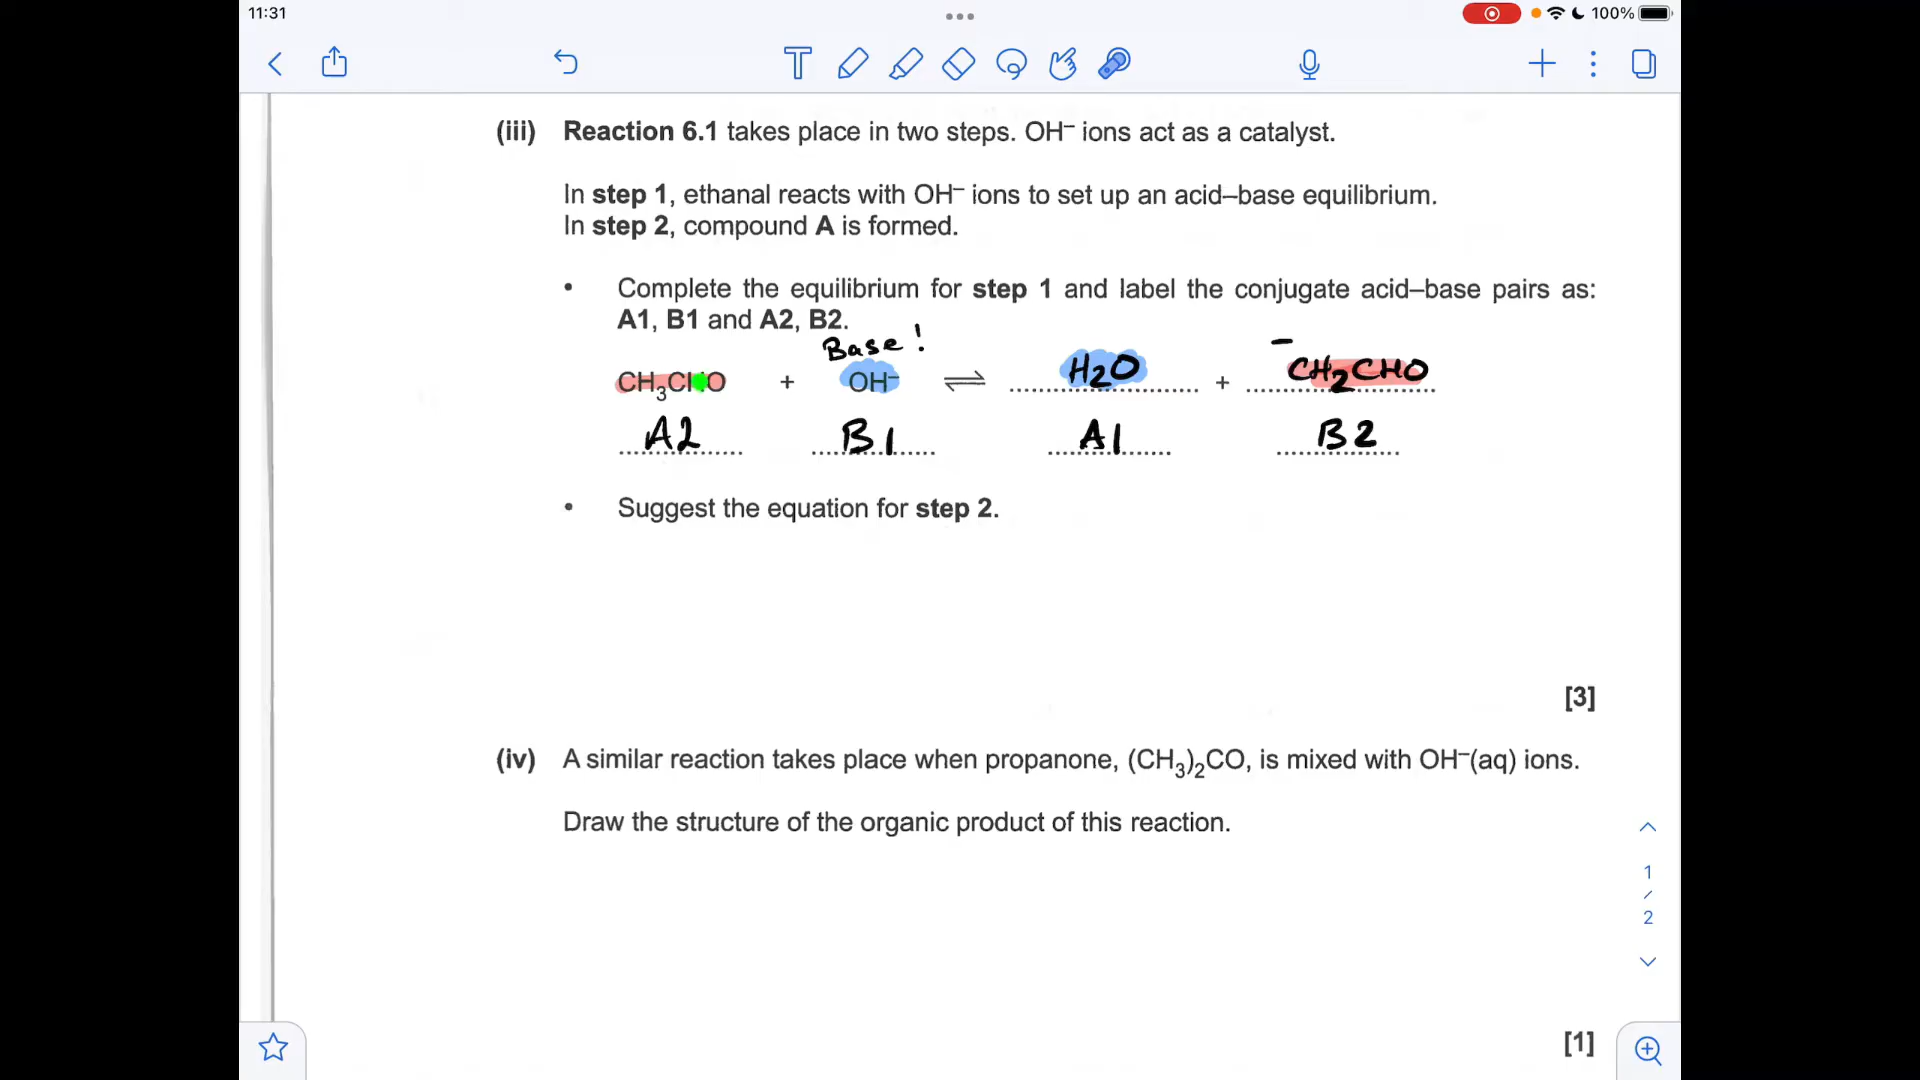 11:31
100%
(iii) Reaction 6.1 takes place in two steps. OH⁻ ions act as a catalyst.
In step 1, ethanal reacts with OH⁻ ions to set up an acid–base equilibrium.
In step 2, compound A is formed.
• Complete the equilibrium for step 1 and label the conjugate acid–base pairs as:
A1, B1 and A2, B2.
Base!
CH₃CHO + OH⁻ ⇌ H2O + ⁻CH2CHO
A2 B1 A1 B2
• Suggest the equation for step 2.
[3]
(iv) A similar reaction takes place when propanone, (CH₃)₂CO, is mixed with OH⁻(aq) ions.
Draw the structure of the organic product of this reaction.
1
/
2
[1]